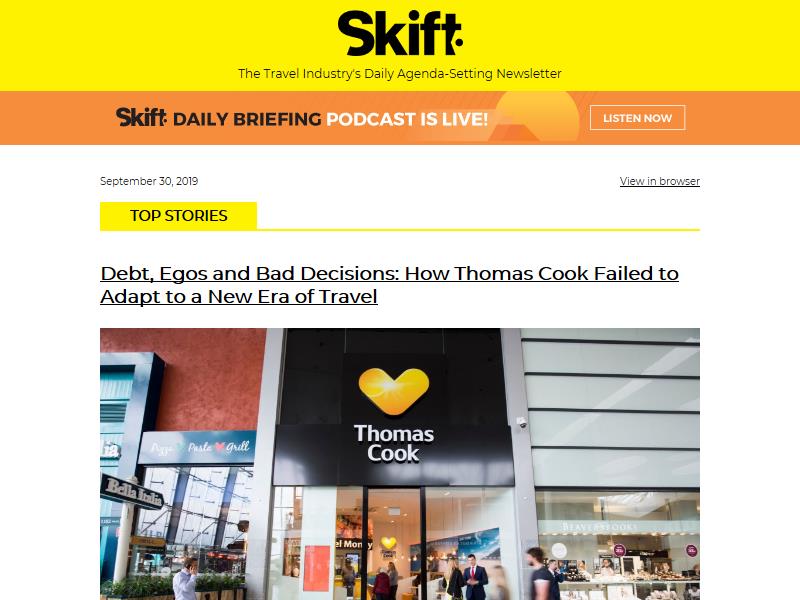 Skift
The Travel Industry's Daily Agenda-Setting Newsletter
Skift DAILY BRIEFING PODCAST IS LIVE!
LISTEN NOW
September 30, 2019
View in browser
TOP STORIES
Debt, Egos and Bad Decisions: How Thomas Cook Failed to
Adapt to a New Era of Travel
Thomas
Cook
Pizza Pasta Grill
Bella Italia
BEAVERBROOKS
Money
Thomas
Cook